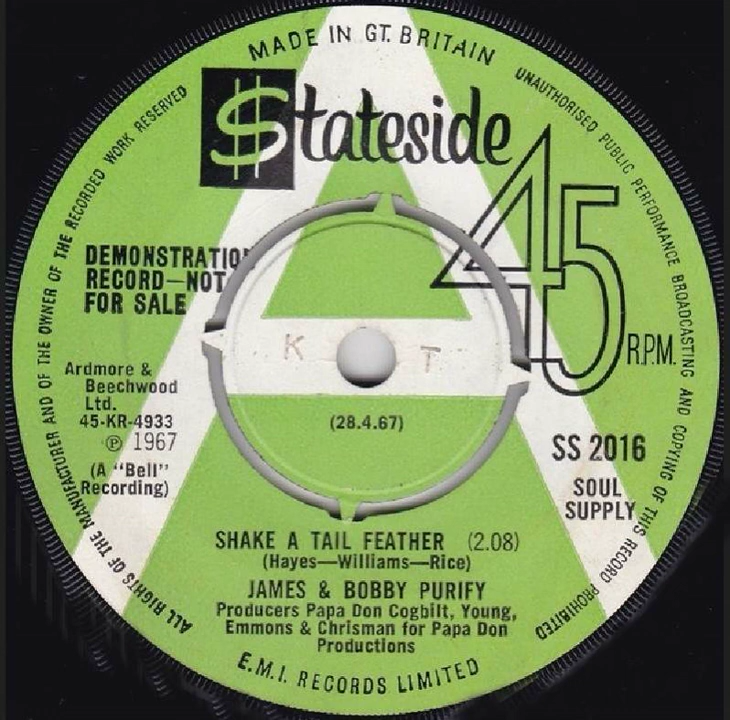 MADE IN GT. BRITAIN
UNAUTHORISED PUBLIC PERFORMANCE BROADCASTING AND COPYING OF THIS RECORD PROHIBITED
ALL RIGHTS OF THE MANUFACTURER AND OF THE OWNER OF THE RECORDED WORK RESERVED
$tateside
45
R.P.M.
DEMONSTRATION
RECORD—NOT
FOR SALE
Ardmore &
Beechwood
Ltd.
45-KR-4933
℗ 1967
(A "Bell"
Recording)
K T
(28.4.67)
SS 2016
SOUL
SUPPLY
SHAKE A TAIL FEATHER (2.08)
(Hayes—Williams—Rice)
JAMES & BOBBY PURIFY
Producers Papa Don Cogbilt, Young,
Emmons & Chrisman for Papa Don
Productions
E.M.I. RECORDS LIMITED